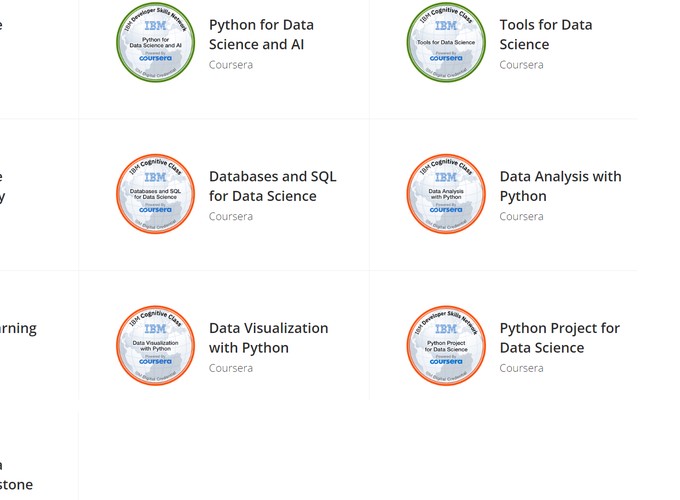 e
IBM Developer Skills Network
IBM
Python for
Data Science and AI
Powered By
coursera
IBM Digital Credential
Python for Data
Science and AI
Coursera
IBM Cognitive Class
IBM
Tools for Data Science
Powered By
coursera
IBM Digital Credential
Tools for Data
Science
Coursera
e
y
IBM Cognitive Class
IBM
Databases and SQL
for Data Science
Powered By
coursera
IBM Digital Credential
Databases and SQL
for Data Science
Coursera
IBM Cognitive Class
IBM
Data Analysis
with Python
Powered By
coursera
IBM Digital Credential
Data Analysis with
Python
Coursera
arning
IBM Cognitive Class
IBM
Data Visualization
with Python
Powered By
coursera
IBM Digital Credential
Data Visualization
with Python
Coursera
IBM Developer Skills Network
IBM
Python Project
for Data Science
Powered By
coursera
IBM Digital Credential
Python Project for
Data Science
Coursera
stone